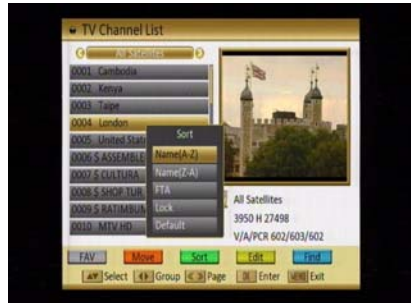 TV Channel List
All Satellites
0001 Cambodia
0002 Kenya
0003 Taipe
0004 London
0005 United Stat
0006 $ ASSEMBLE
0007 $ CULTURA
0008 $ SHOP TUR
0009 $ RATIMBUM
0010 MTV HD
Sort
Name(A-Z)
Name(Z-A)
FTA
Lock
Default
All Satellites
3950 H 27498
V/A/PCR 602/603/602
FAV Move Sort Edit Find
Select Group Page OK Enter MENU Exit